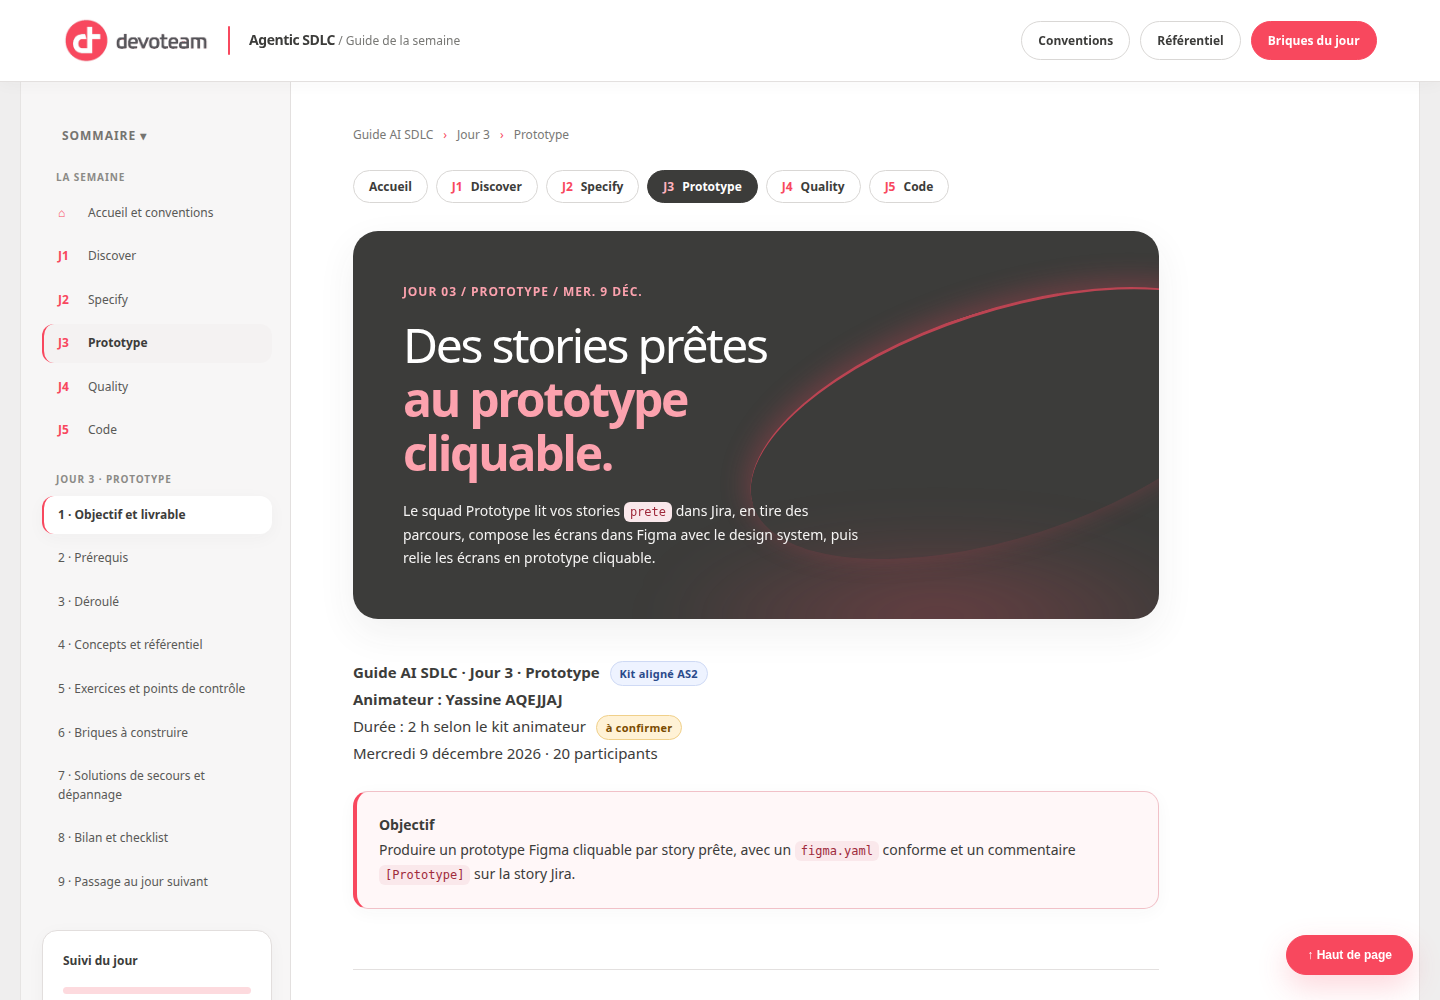 devoteam
Agentic SDLC / Guide de la semaine
Conventions
Référentiel
Briques du jour
SOMMAIRE ▾
LA SEMAINE
⌂ Accueil et conventions
J1 Discover
J2 Specify
J3 Prototype
J4 Quality
J5 Code
JOUR 3 · PROTOTYPE
1 · Objectif et livrable
2 · Prérequis
3 · Déroulé
4 · Concepts et référentiel
5 · Exercices et points de contrôle
6 · Briques à construire
7 · Solutions de secours et
dépannage
8 · Bilan et checklist
9 · Passage au jour suivant
Suivi du jour
Guide AI SDLC › Jour 3 › Prototype
Accueil
J1 Discover
J2 Specify
J3 Prototype
J4 Quality
J5 Code
JOUR 03 / PROTOTYPE / MER. 9 DÉC.
Des stories prêtes
au prototype
cliquable.
Le squad Prototype lit vos stories prete dans Jira, en tire des
parcours, compose les écrans dans Figma avec le design system, puis
relie les écrans en prototype cliquable.
Guide AI SDLC · Jour 3 · Prototype Kit aligné AS2
Animateur : Yassine AQEJJAJ
Durée : 2 h selon le kit animateur à confirmer
Mercredi 9 décembre 2026 · 20 participants
Objectif
Produire un prototype Figma cliquable par story prête, avec un figma.yaml conforme et un commentaire
[Prototype] sur la story Jira.
↑ Haut de page